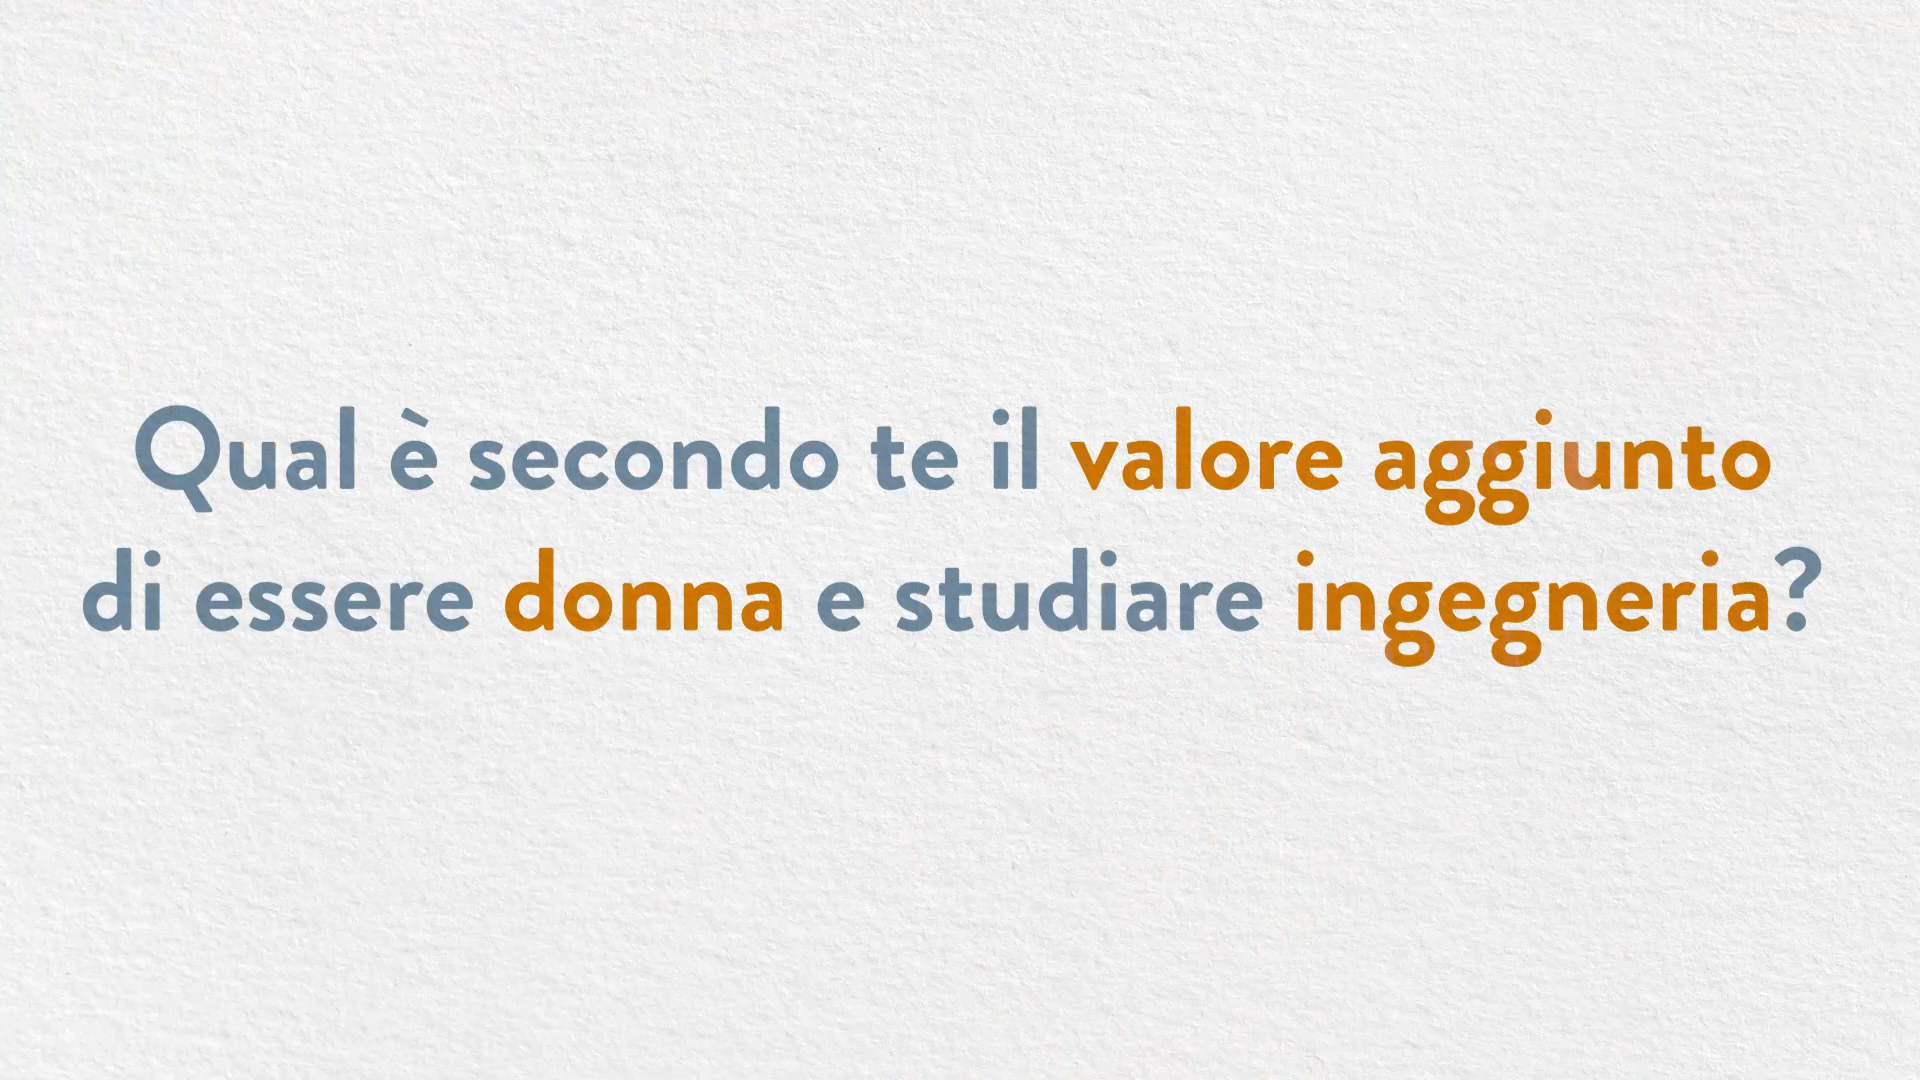 Qual è secondo te il valore aggiunto
di essere donna e studiare ingegneria?